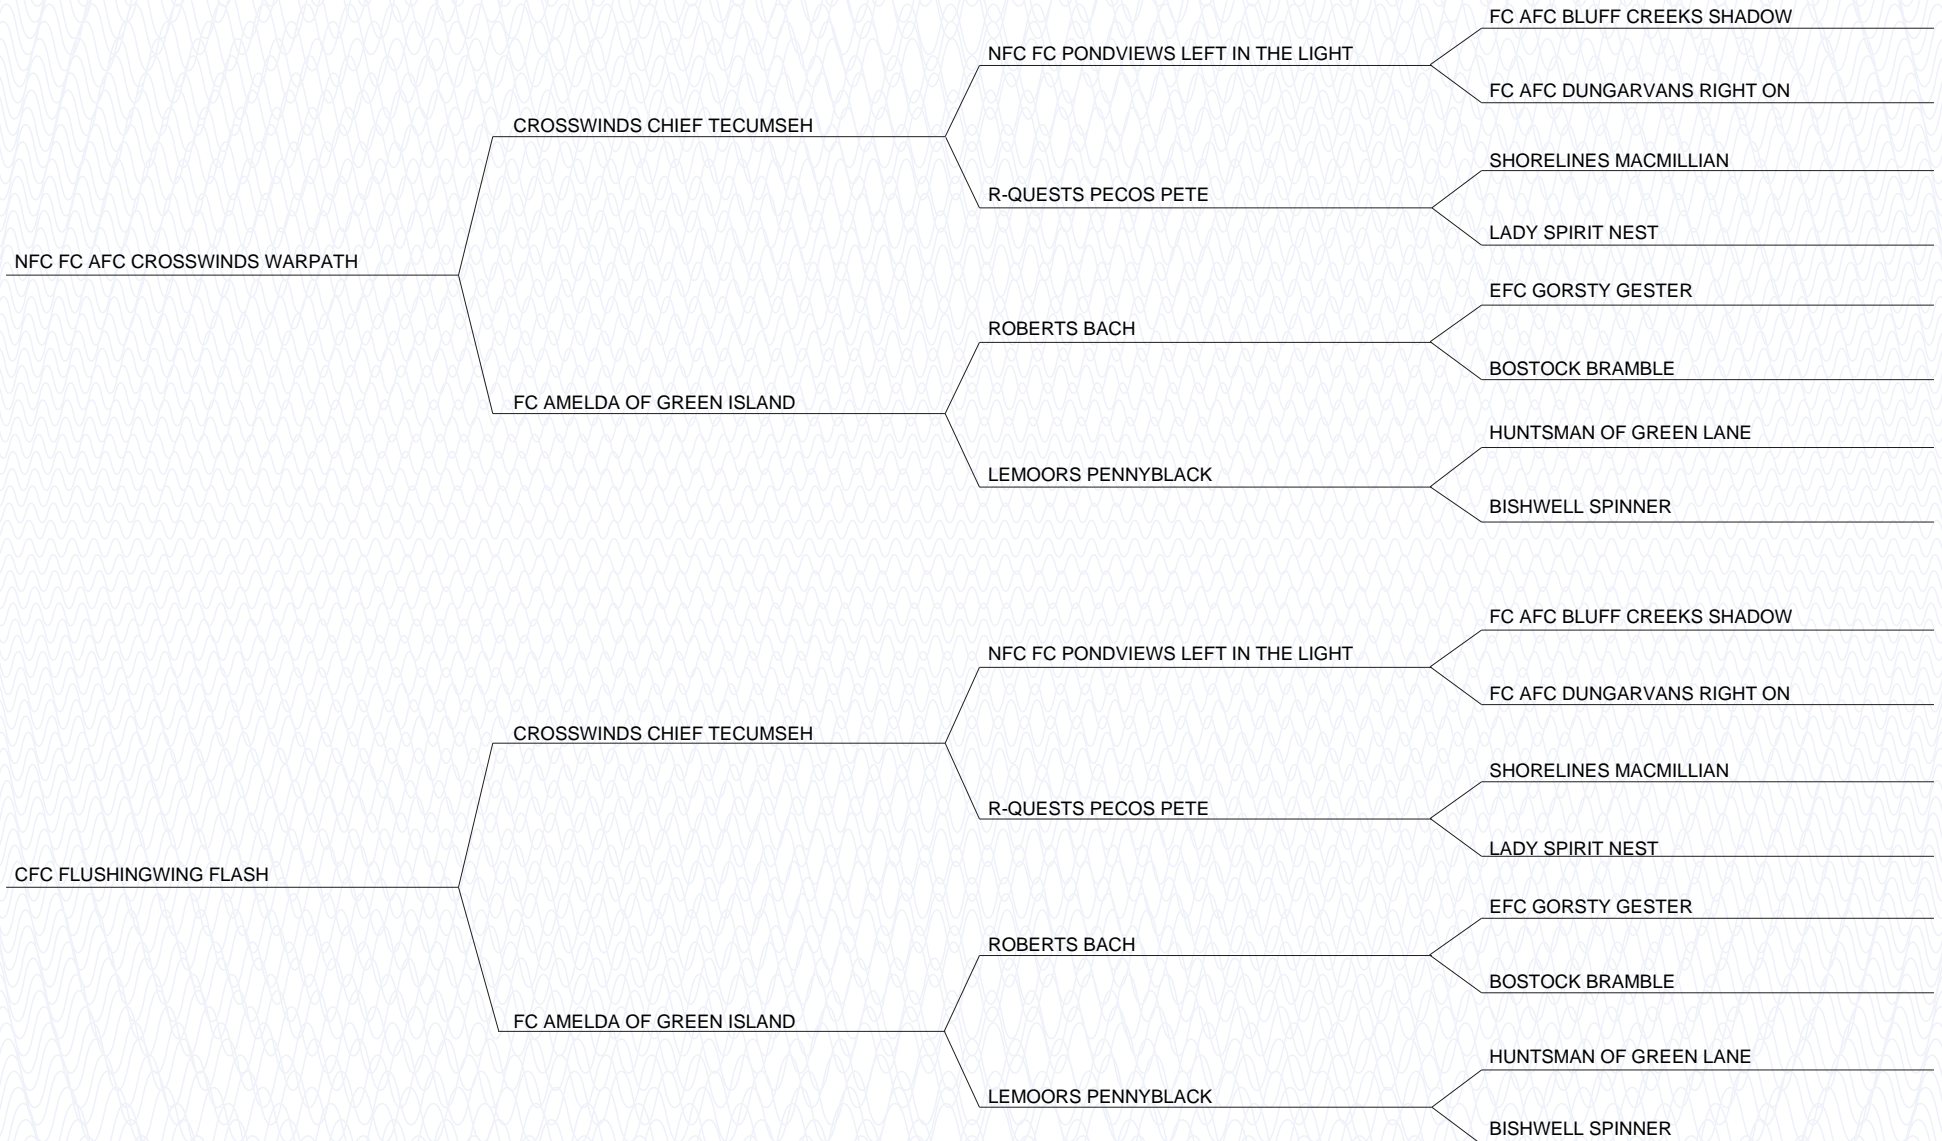 FC AFC BLUFF CREEKS SHADOW
NFC FC PONDVIEWS LEFT IN THE LIGHT
FC AFC DUNGARVANS RIGHT ON
CROSSWINDS CHIEF TECUMSEH
SHORELINES MACMILLIAN
R-QUESTS PECOS PETE
LADY SPIRIT NEST
NFC FC AFC CROSSWINDS WARPATH
EFC GORSTY GESTER
ROBERTS BACH
BOSTOCK BRAMBLE
FC AMELDA OF GREEN ISLAND
HUNTSMAN OF GREEN LANE
LEMOORS PENNYBLACK
BISHWELL SPINNER
FC AFC BLUFF CREEKS SHADOW
NFC FC PONDVIEWS LEFT IN THE LIGHT
FC AFC DUNGARVANS RIGHT ON
CROSSWINDS CHIEF TECUMSEH
SHORELINES MACMILLIAN
R-QUESTS PECOS PETE
LADY SPIRIT NEST
CFC FLUSHINGWING FLASH
EFC GORSTY GESTER
ROBERTS BACH
BOSTOCK BRAMBLE
FC AMELDA OF GREEN ISLAND
HUNTSMAN OF GREEN LANE
LEMOORS PENNYBLACK
BISHWELL SPINNER